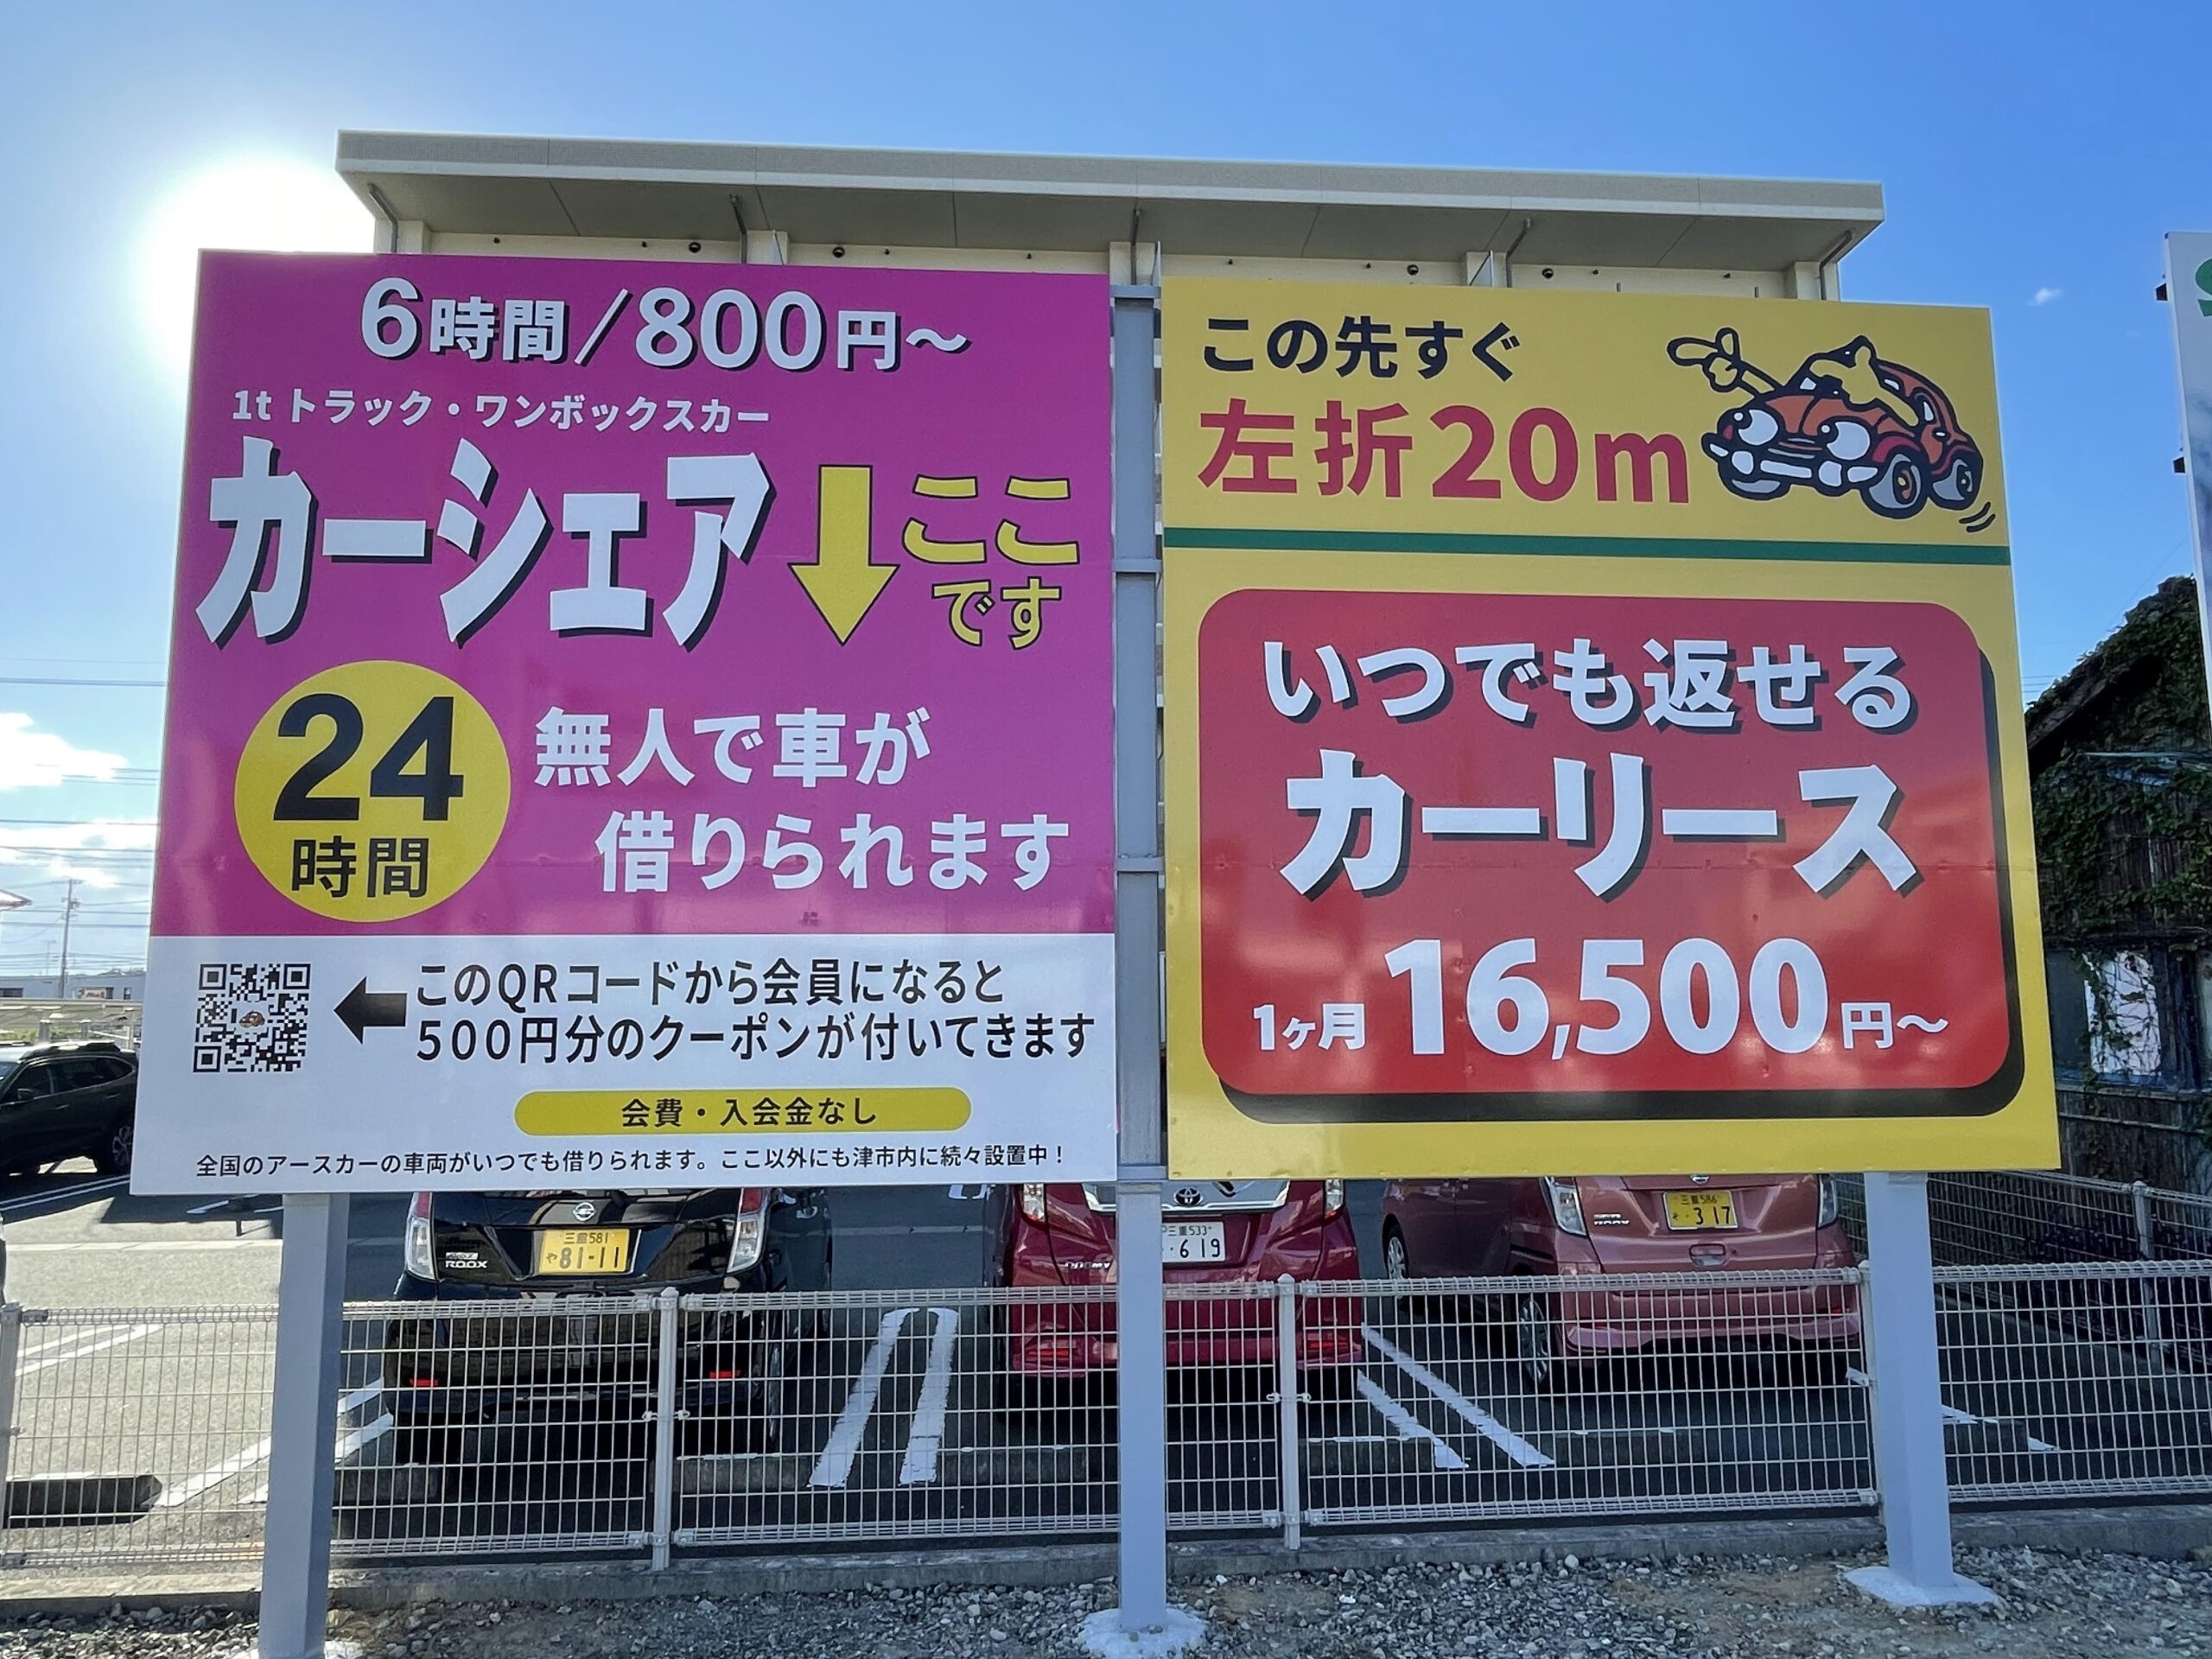 6時間/800円～
1t トラック・ワンボックスカー
カーシェア
↓ここ
です
24
時間
無人で車が
借りられます
←このQRコードから会員になると
500円分のクーポンが付いてきます
会費・入会金なし
全国のアースカーの車両がいつでも借りられます。ここ以外にも津市内に続々設置中！
この先すぐ
左折20m
いつでも返せる
カーリース
1ヶ月 16,500円～
三重581
や 81-11
ROOX
三重533
・619
三重586
そ ・317
ROOX